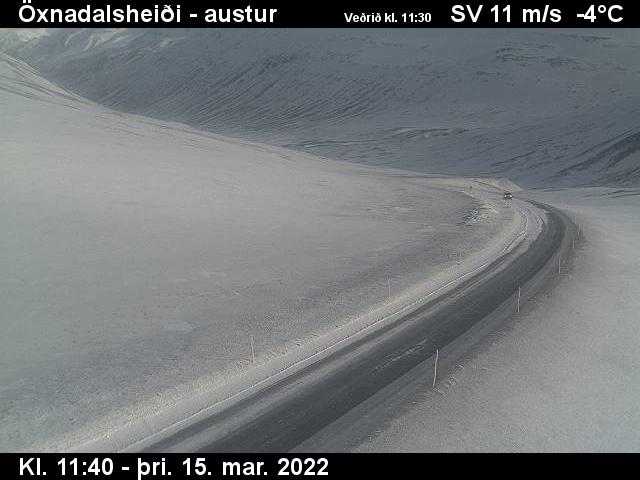 Öxnadalsheiði - austur Veðrið kl. 11:30 SV 11 m/s -4°C
Kl. 11:40 - þri. 15. mar. 2022